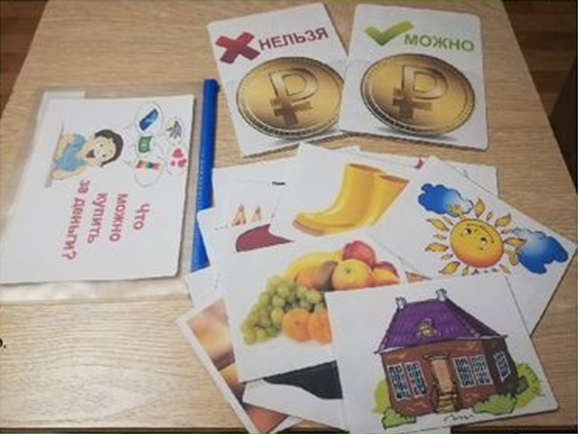 НЕЛЬЗЯ
МОЖНО
Что
можно
купить
за деньги?